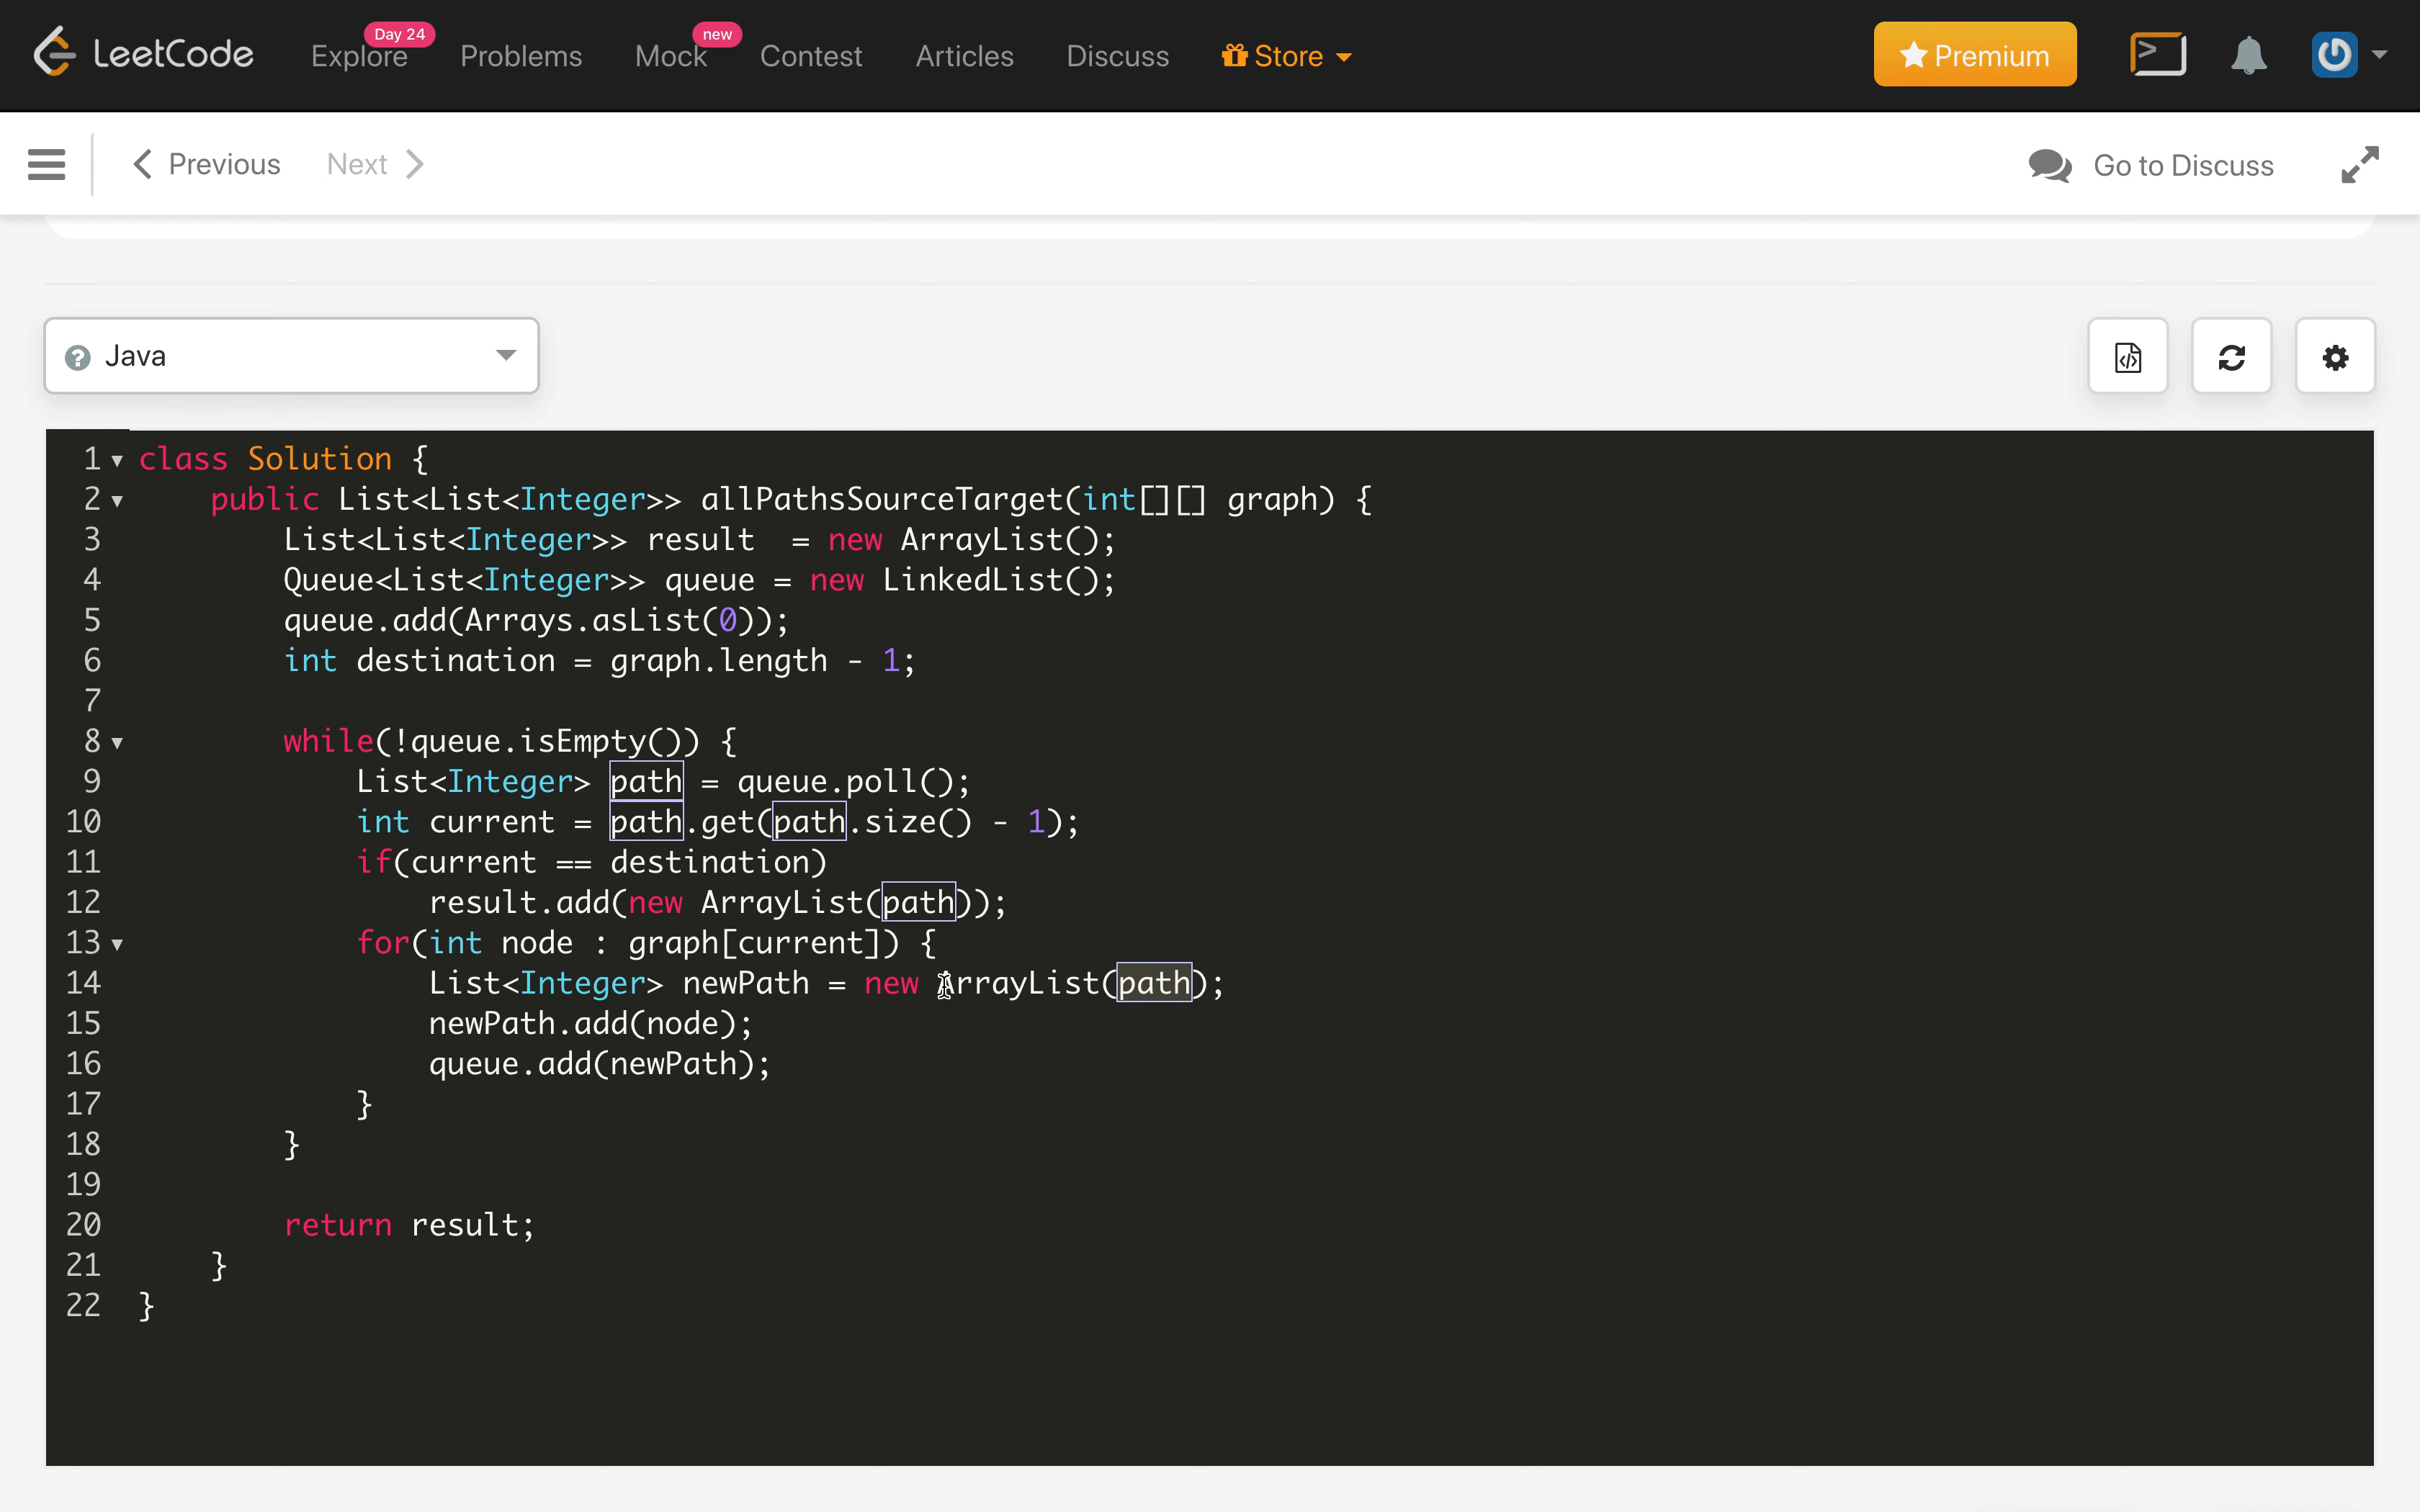 LeetCode Explore Day 24 Problems Mock new Contest Articles Discuss Store Premium
Previous Next Go to Discuss
Java
1 class Solution {
2 public List<List<Integer>> allPathsSourceTarget(int[][] graph) {
3 List<List<Integer>> result  = new ArrayList();
4 Queue<List<Integer>> queue = new LinkedList();
5 queue.add(Arrays.asList(0));
6 int destination = graph.length - 1;
7
8 while(!queue.isEmpty()) {
9 List<Integer> path = queue.poll();
10 int current = path.get(path.size() - 1);
11 if(current == destination)
12 result.add(new ArrayList(path));
13 for(int node : graph[current]) {
14 List<Integer> newPath = new ArrayList(path);
15 newPath.add(node);
16 queue.add(newPath);
17 }
18 }
19
20 return result;
21 }
22 }